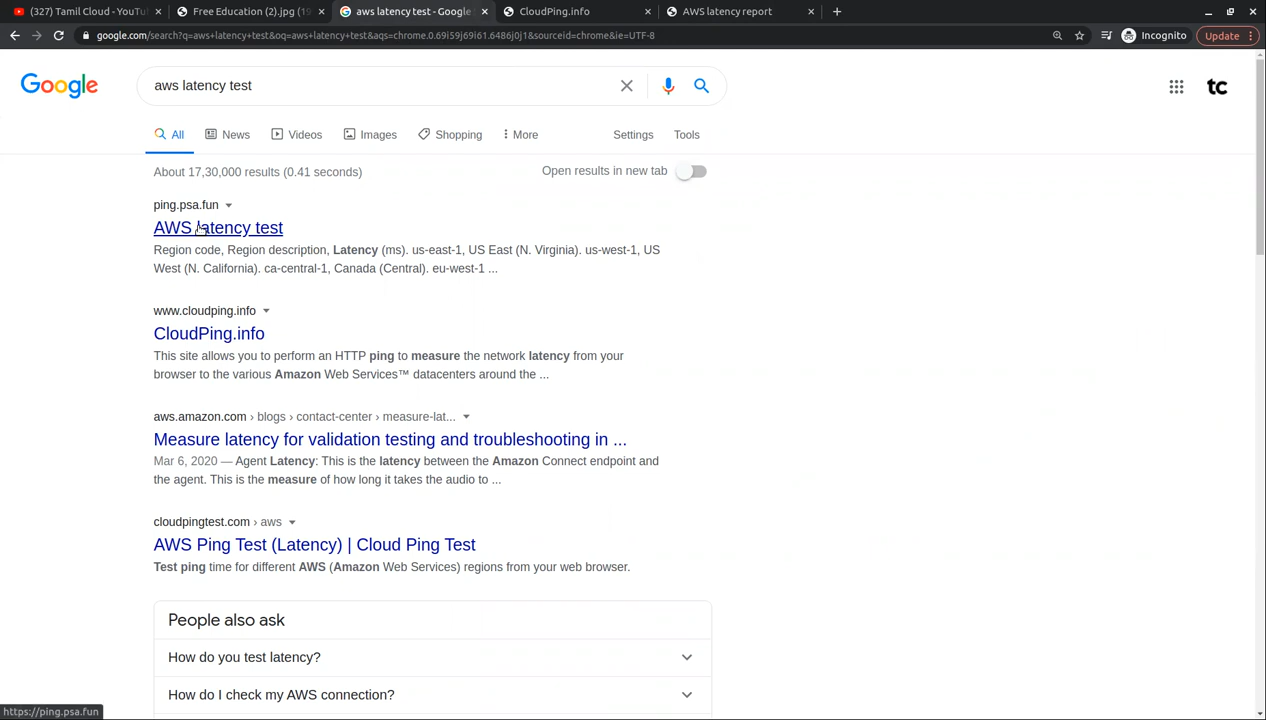 (327) Tamil Cloud - YouTu
Free Education (2).jpg (19
aws latency test - Google
CloudPing.info
AWS latency report
google.com/search?q=aws+latency+test&oq=aws+latency+test&aqs=chrome.0.69i59j69i61.6486j0j1&sourceid=chrome&ie=UTF-8
Incognito
Update
Google
aws latency test
tc
All
News
Videos
Images
Shopping
More
Settings
Tools
About 17,30,000 results (0.41 seconds)
Open results in new tab
ping.psa.fun
AWS latency test
Region code, Region description, Latency (ms). us-east-1, US East (N. Virginia). us-west-1, US
West (N. California). ca-central-1, Canada (Central). eu-west-1 ...
www.cloudping.info
CloudPing.info
This site allows you to perform an HTTP ping to measure the network latency from your
browser to the various Amazon Web Services™ datacenters around the ...
aws.amazon.com › blogs › contact-center › measure-lat...
Measure latency for validation testing and troubleshooting in ...
Mar 6, 2020 — Agent Latency: This is the latency between the Amazon Connect endpoint and
the agent. This is the measure of how long it takes the audio to ...
cloudpingtest.com › aws
AWS Ping Test (Latency) | Cloud Ping Test
Test ping time for different AWS (Amazon Web Services) regions from your web browser.
People also ask
How do you test latency?
How do I check my AWS connection?
https://ping.psa.fun